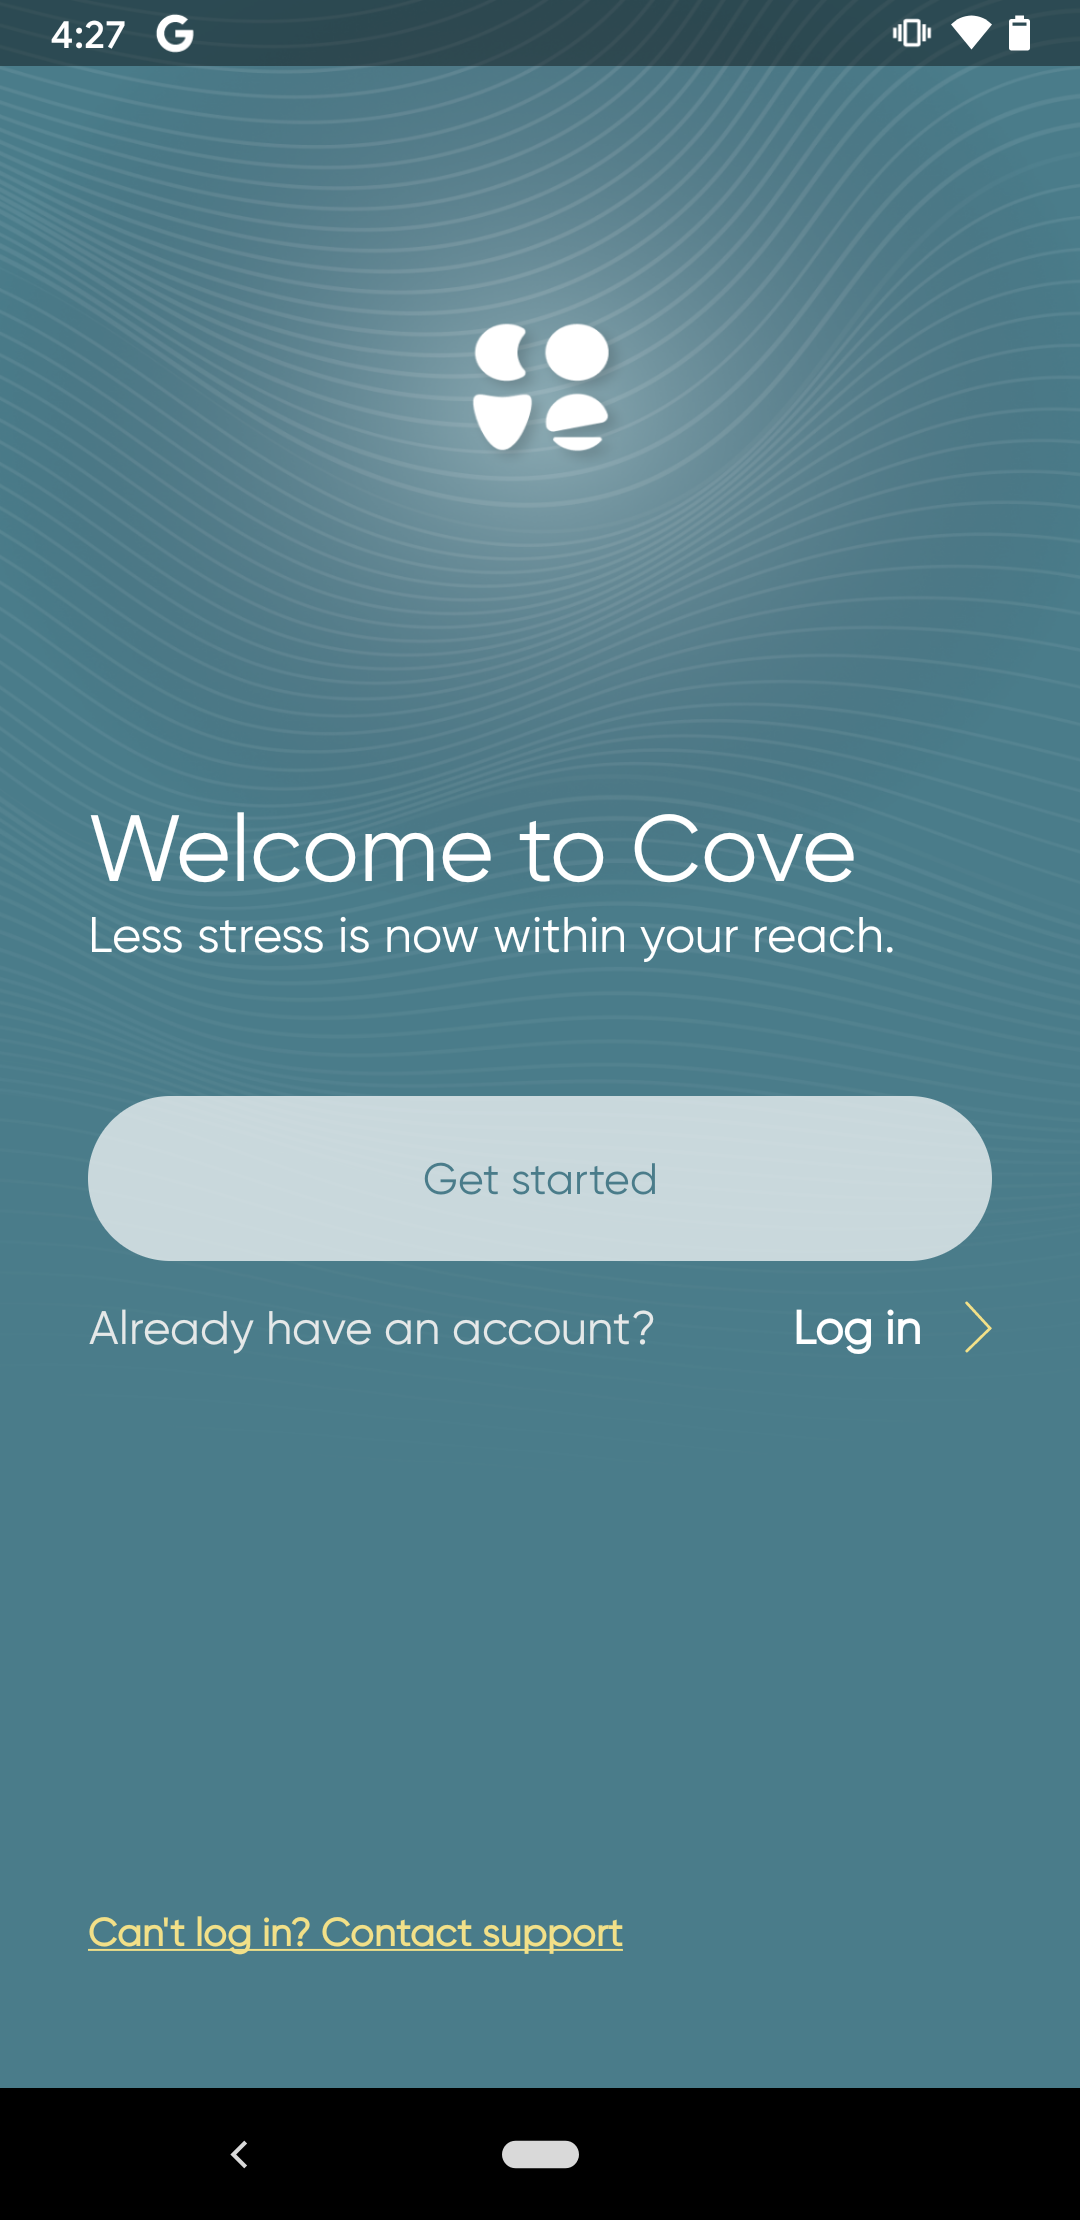 4:27
Welcome to Cove
Less stress is now within your reach.
Get started
Already have an account? Log in
Can't log in? Contact support